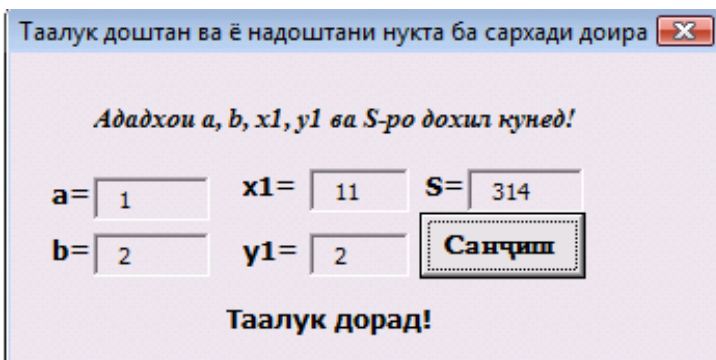 Таалук доштан ва ё надоштани нукта ба сархади доира
Ададхои a, b, x1, y1 ва S-ро дохил кунед!
a= 1 x1= 11 S= 314
b= 2 y1= 2 Санҷиш
Таалук дорад!